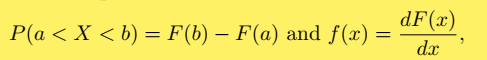 P(a < X < b) = F(b) − F(a) and f(x) = dF(x)/dx,